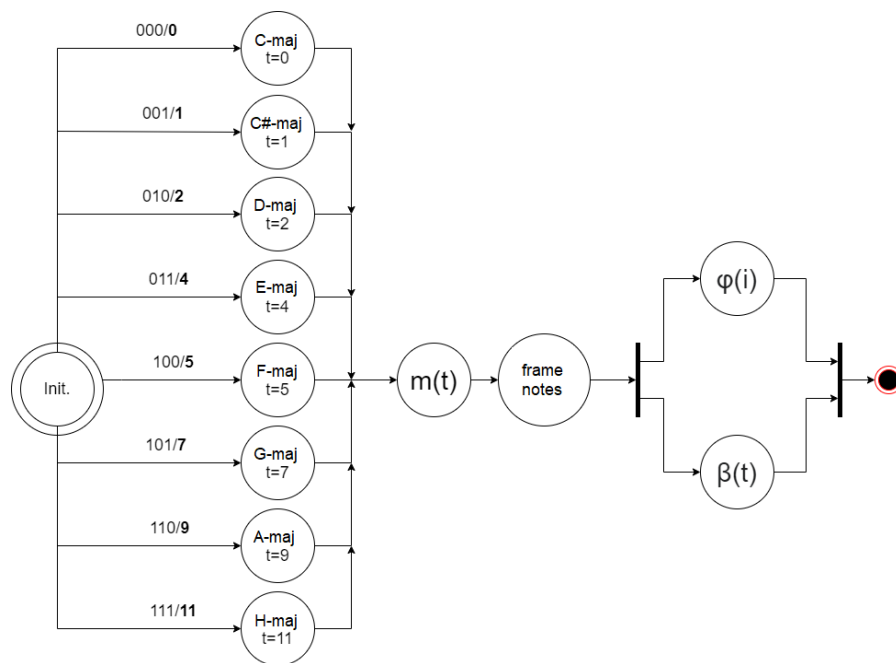 000/0
C-maj
t=0
001/1
C#-maj
t=1
010/2
D-maj
t=2
011/4
E-maj
t=4
Init.
100/5
F-maj
t=5
101/7
G-maj
t=7
110/9
A-maj
t=9
111/11
H-maj
t=11
m(t)
frame
notes
φ(i)
β(t)